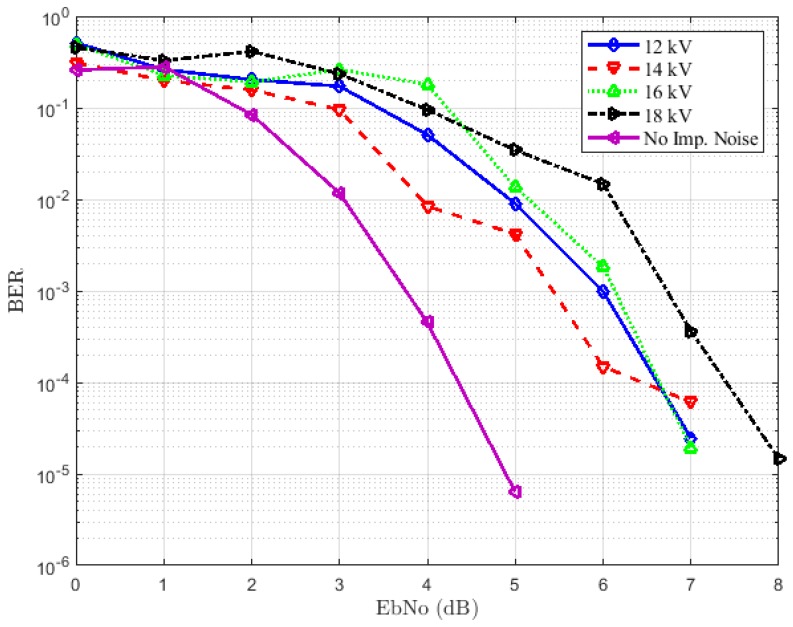 10^0
10^-1
10^-2
10^-3
10^-4
10^-5
10^-6
BER
12 kV
14 kV
16 kV
18 kV
No Imp. Noise
0 1 2 3 4 5 6 7 8
EbNo (dB)